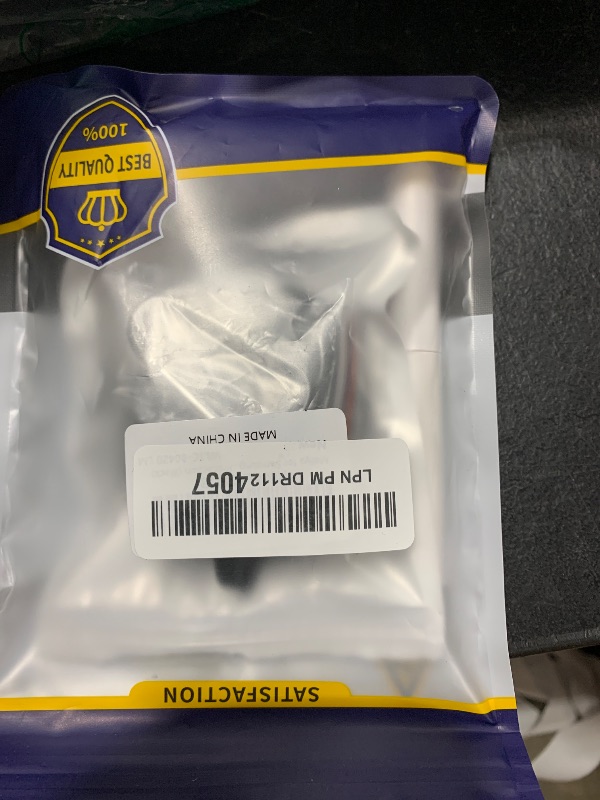 SATISFACTION
LPN PM DR1124057
MADE IN CHINA
BEST QUALITY
100%